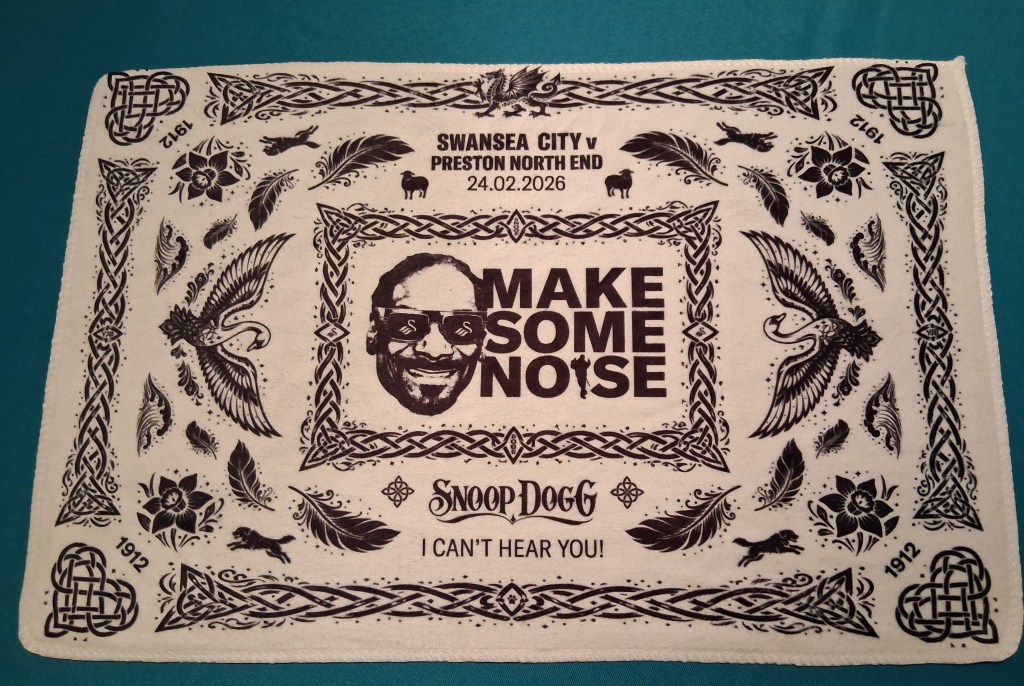 1912
1912
SWANSEA CITY v
PRESTON NORTH END
24.02.2026
MAKE
SOME
NOISE
SNOOP DOGG
I CAN'T HEAR YOU!
1912
1912